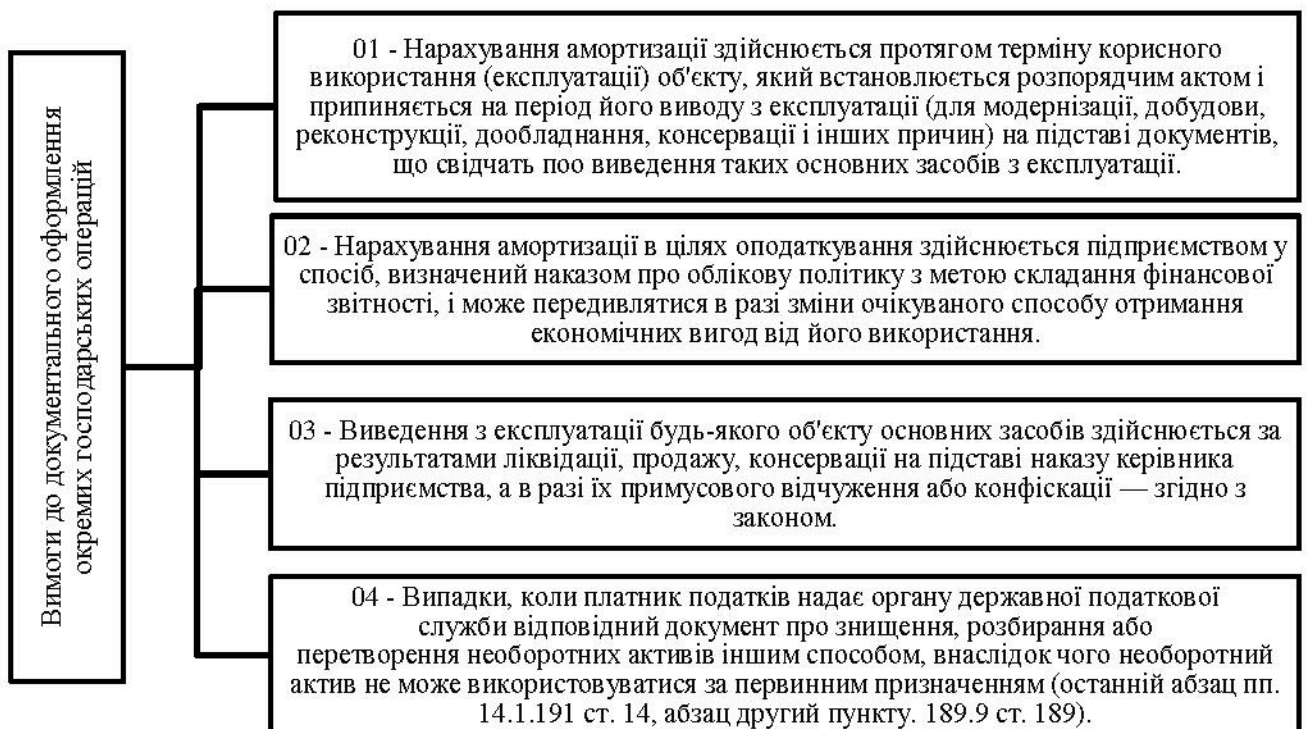 Вимоги до документального оформлення
окремих господарських операцій
01 - Нарахування амортизації здійснюється протягом терміну корисного
використання (експлуатації) об'єкту, який встановлюється розпорядчим актом і
припиняється на період його виводу з експлуатації (для модернізації, добудови,
реконструкції, дообладнання, консервації і інших причин) на підставі документів,
що свідчать поо виведення таких основних засобів з експлуатації.
02 - Нарахування амортизації в цілях оподаткування здійснюється підприємством у
спосіб, визначений наказом про облікову політику з метою складання фінансової
звітності, і може передивлятися в разі зміни очікуваного способу отримання
економічних вигод від його використання.
03 - Виведення з експлуатації будь-якого об'єкту основних засобів здійснюється за
результатами ліквідації, продажу, консервації на підставі наказу керівника
підприємства, а в разі їх примусового відчуження або конфіскації — згідно з
законом.
04 - Випадки, коли платник податків надає органу державної податкової
служби відповідний документ про знищення, розбирання або
перетворення необоротних активів іншим способом, внаслідок чого необоротний
актив не може використовуватися за первинним призначенням (останній абзац пп.
14.1.191 ст. 14, абзац другий пункту. 189.9 ст. 189).